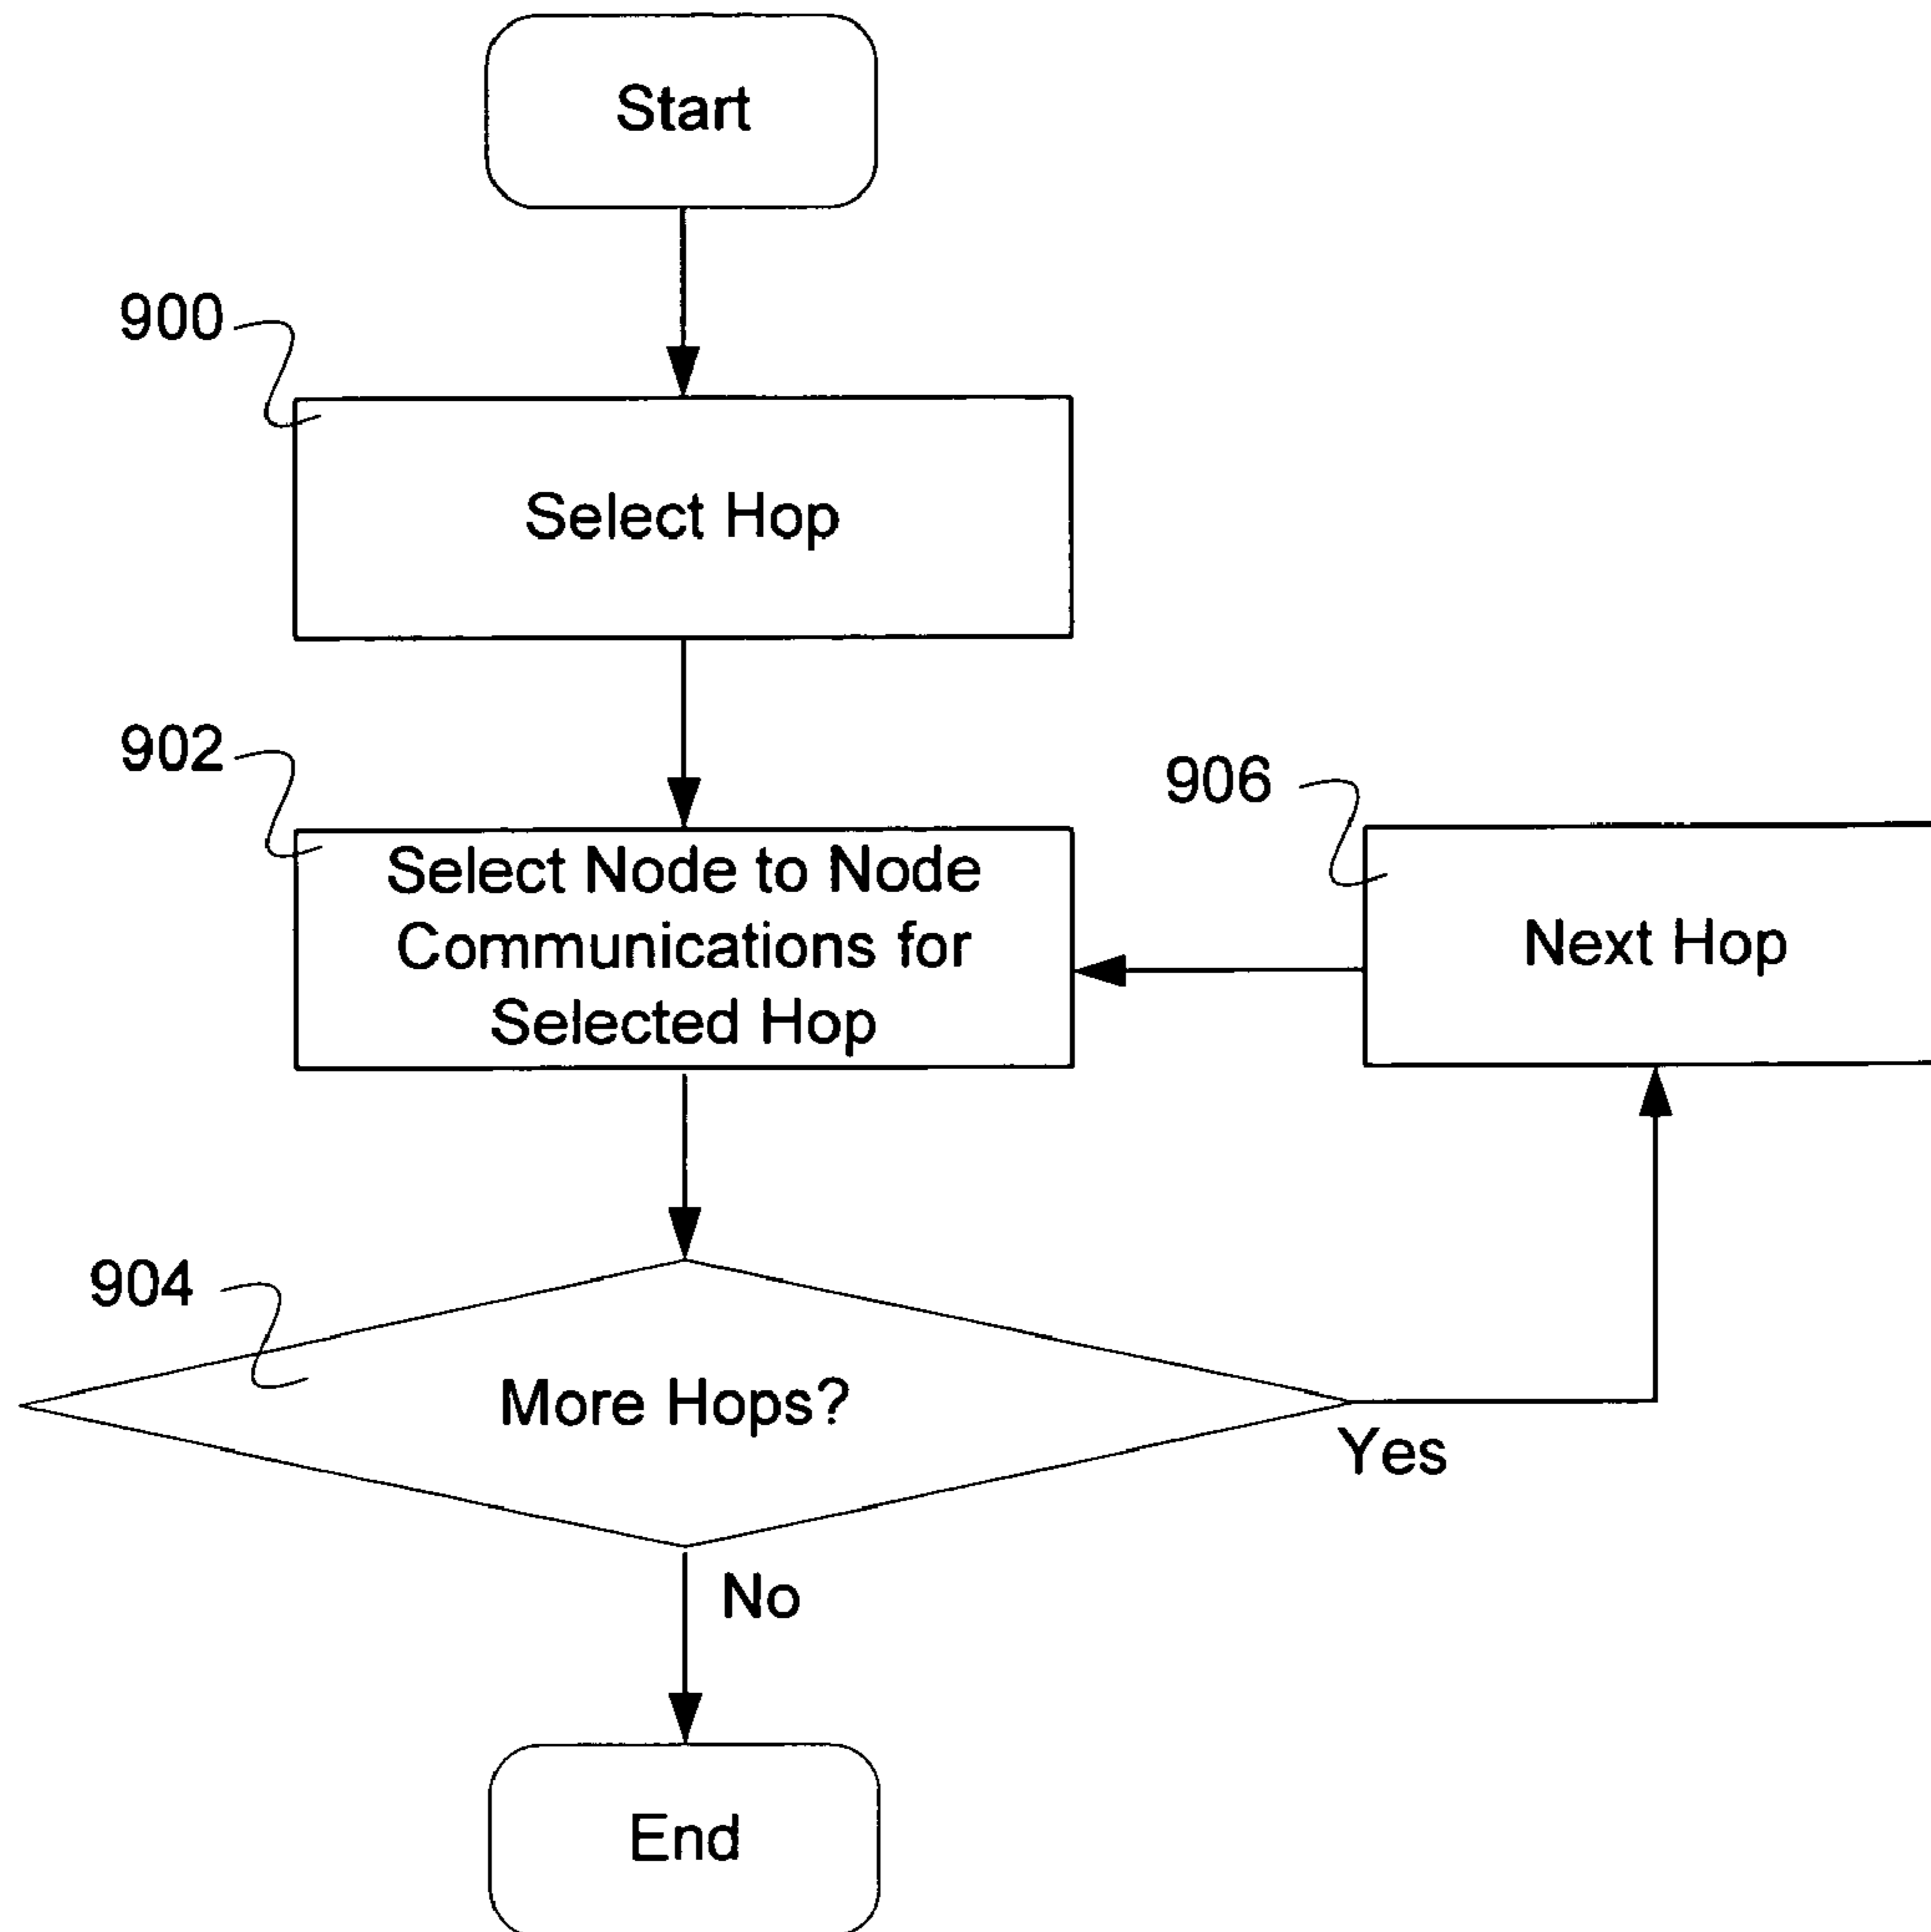 Start
900
Select Hop
902
906
Select Node to Node
Communications for
Selected Hop
Next Hop
904
More Hops?
Yes
No
End